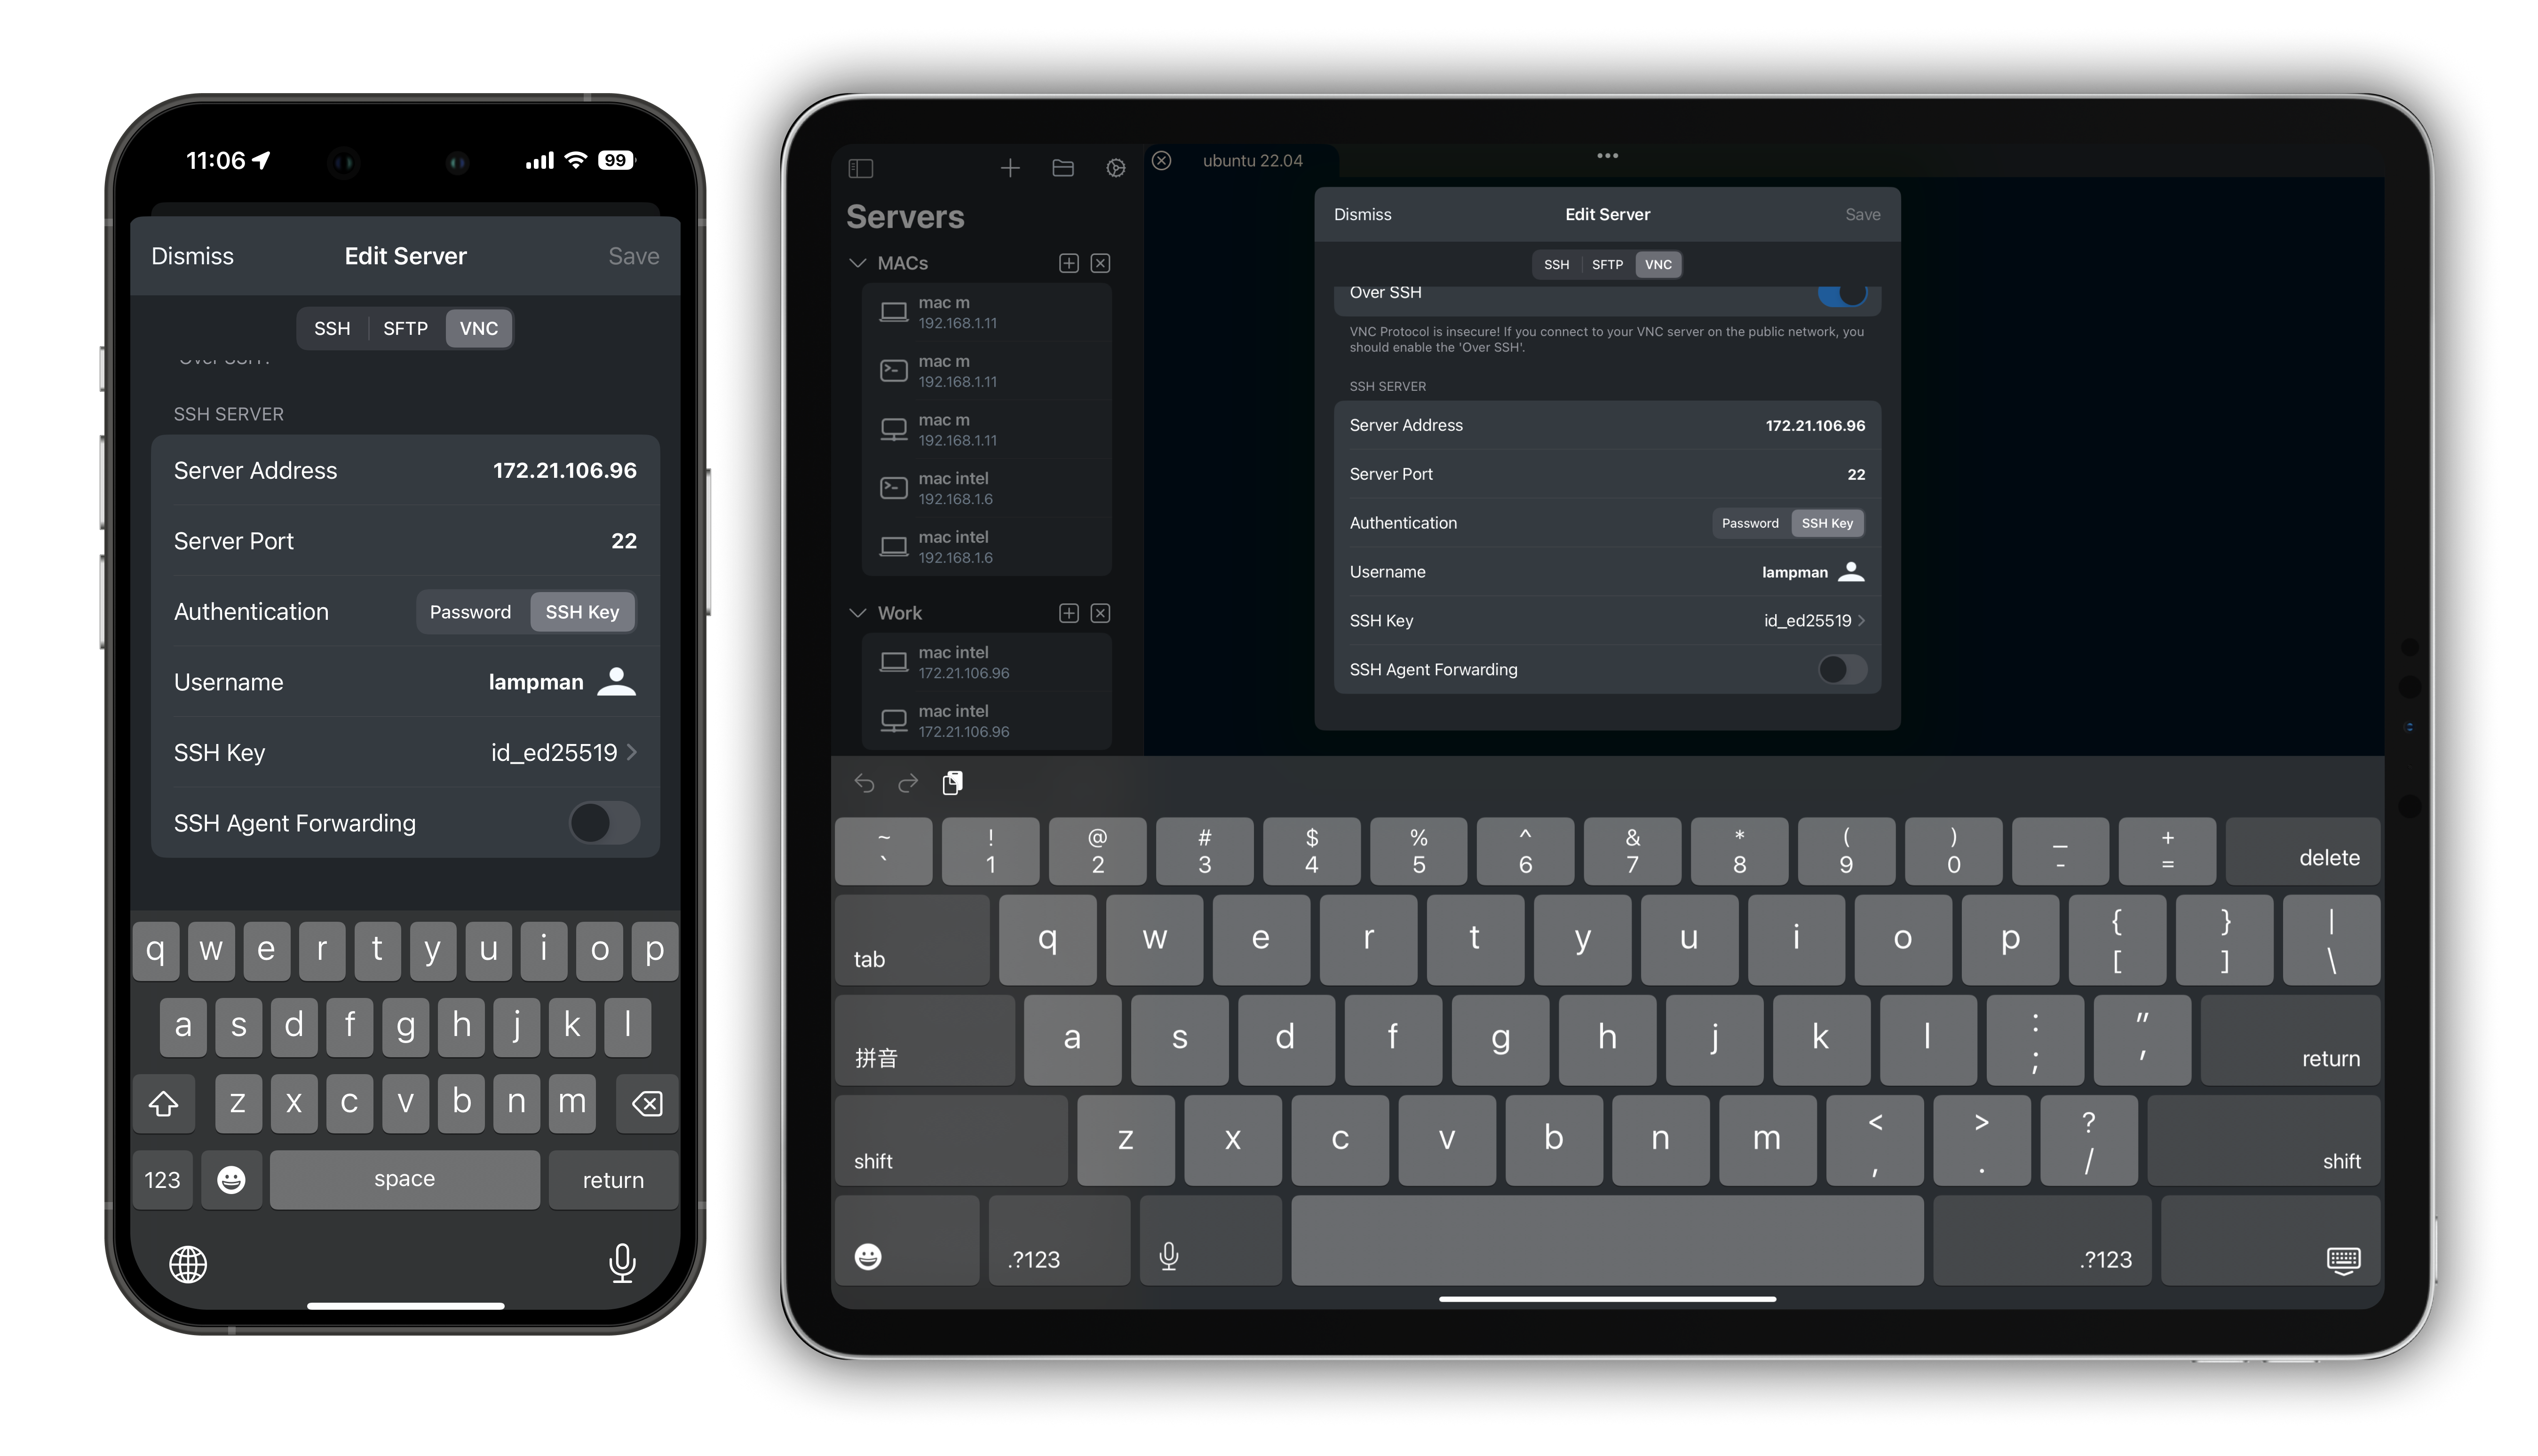 11:06
99
Dismiss
Edit Server
Save
SSH
SFTP
VNC
SSH SERVER
Server Address
172.21.106.96
Server Port
22
Authentication
Password
SSH Key
Username
lampman
SSH Key
id_ed25519
SSH Agent Forwarding
q w e r t y u i o p
a s d f g h j k l
z x c v b n m
123
space
return
ubuntu 22.04
Servers
MACs
mac m
192.168.1.11
mac m
192.168.1.11
mac m
192.168.1.11
mac intel
192.168.1.6
mac intel
192.168.1.6
Work
mac intel
172.21.106.96
mac intel
172.21.106.96
Dismiss
Edit Server
Save
SSH
SFTP
VNC
Over SSH
VNC Protocol is insecure! If you connect to your VNC server on the public network, you
should enable the 'Over SSH'.
SSH SERVER
Server Address
172.21.106.96
Server Port
22
Authentication
Password
SSH Key
Username
lampman
SSH Key
id_ed25519
SSH Agent Forwarding
~ ! @ # $ % ^ & * ( ) _ +
` 1 2 3 4 5 6 7 8 9 0 - =
delete
tab
q w e r t y u i o p { } |
[ ] \
拼音
a s d f g h j k l : "
; '
return
shift
z x c v b n m < > ?
, . /
shift
.?123
.?123